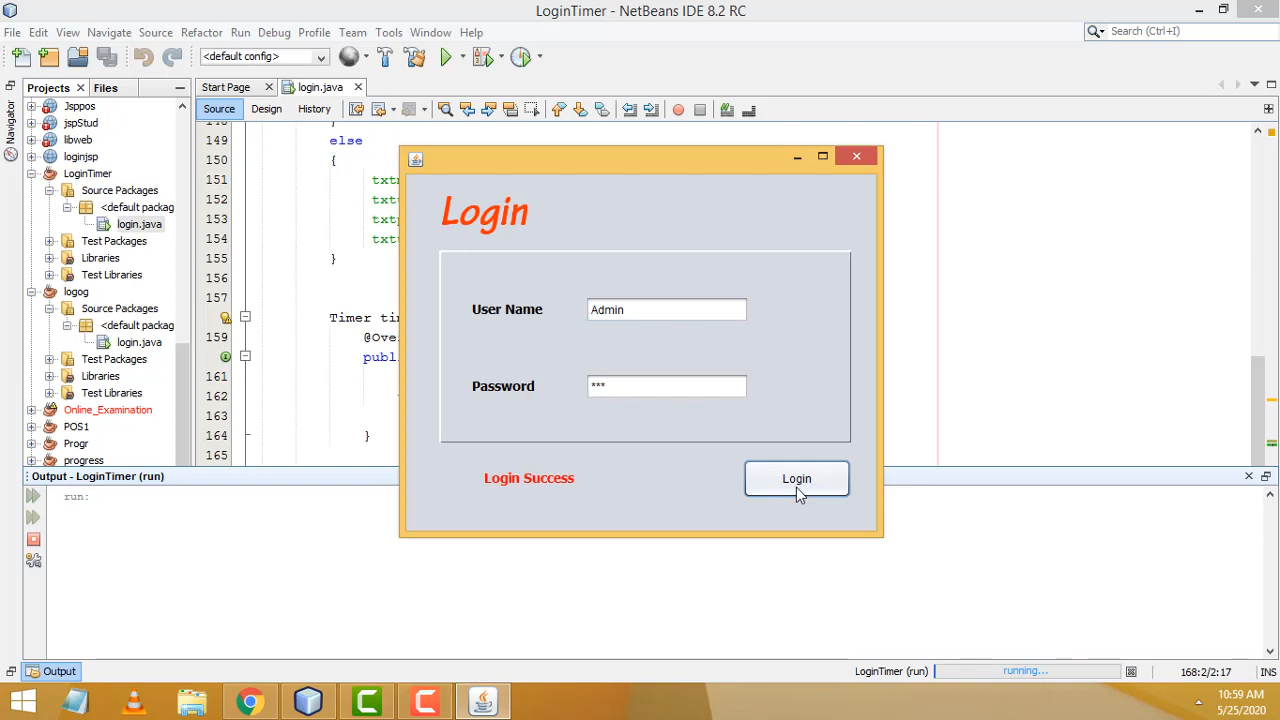 LoginTimer - NetBeans IDE 8.2 RC
File Edit View Navigate Source Refactor Run Debug Profile Team Tools Window Help
Search (Ctrl+I)
<default config>
Projects Files
Start Page login.java
Source Design History
Navigator
Jsppos
jspStud
libweb
loginjsp
LoginTimer
Source Packages
<default packag
login.java
Test Packages
Libraries
Test Libraries
logog
Source Packages
<default packag
login.java
Test Packages
Libraries
Test Libraries
Online_Examination
POS1
Progr
progress
149 else
150 {
151
152
153
154
155 }
156
157
Timer
159
161
162
163
164 }
165
Login
User Name Admin
Password ***
Login Success Login
Output - LoginTimer (run)
run:
Output
LoginTimer (run) running... 168:2/2:17 INS
10:59 AM
5/25/2020